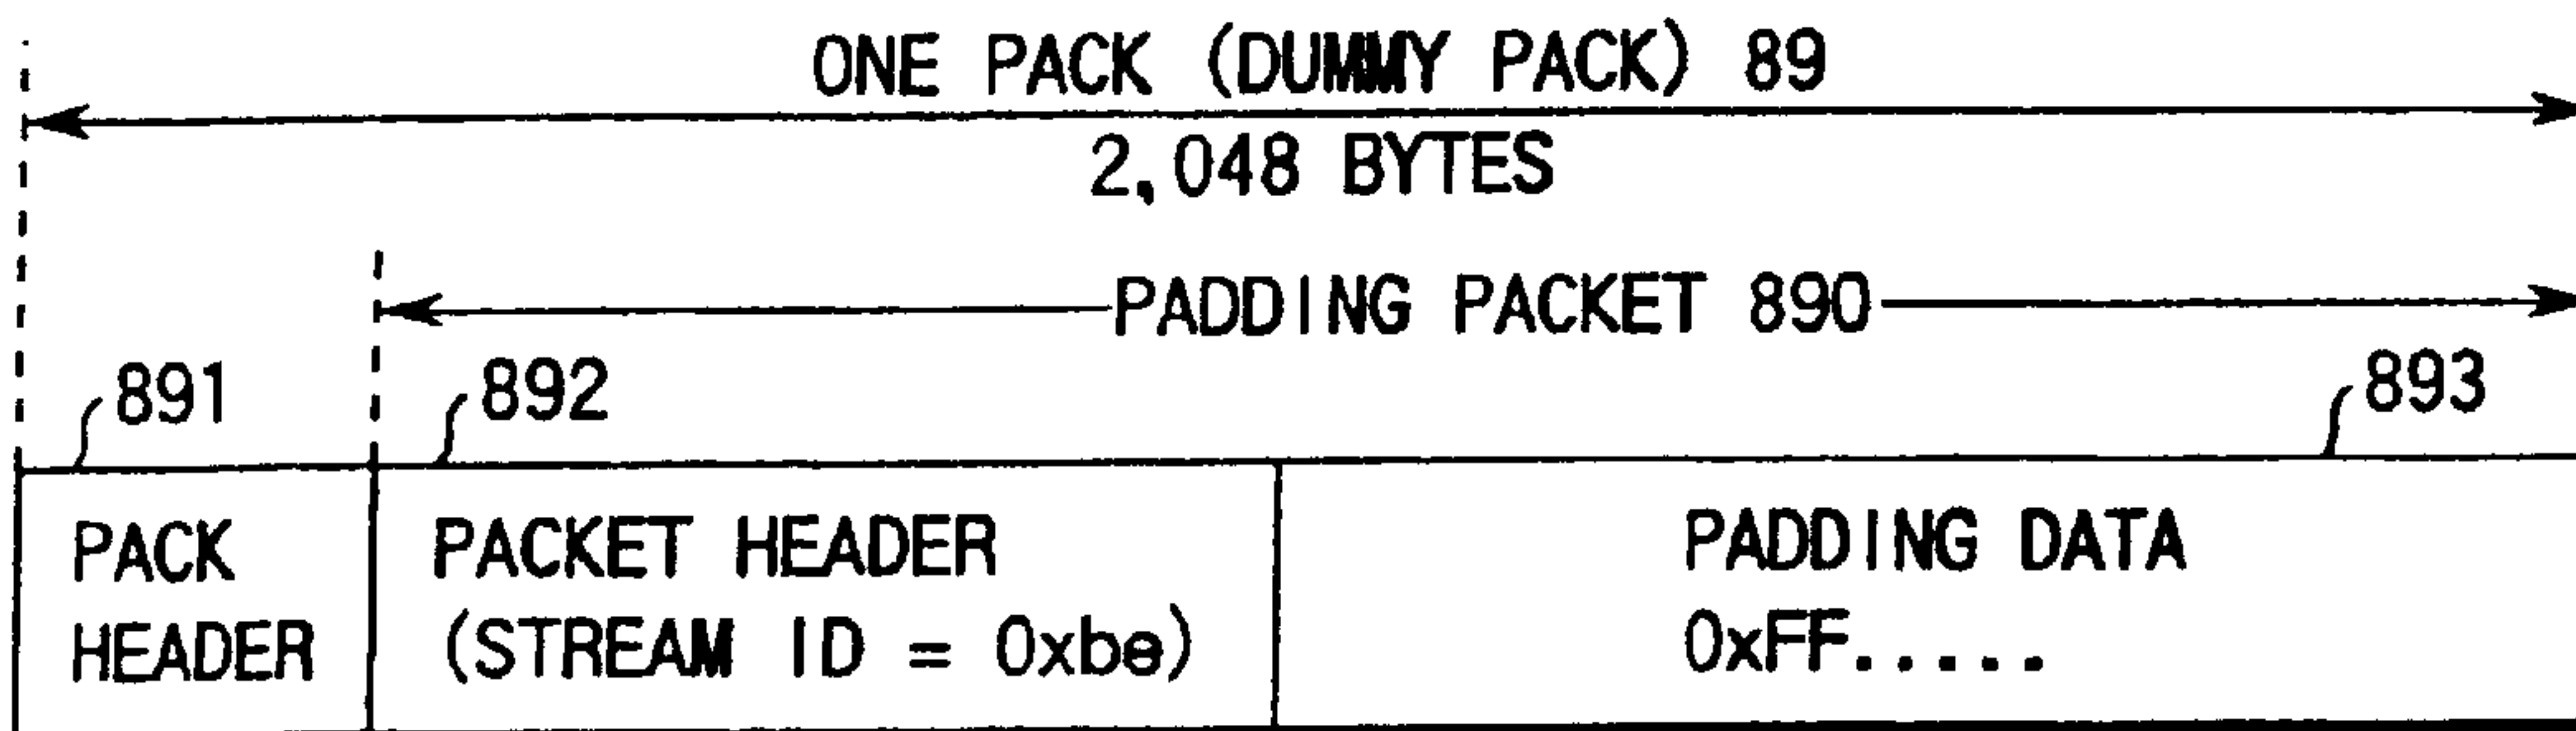 ONE PACK (DUMMY PACK) 89
2,048 BYTES
PADDING PACKET 890
891 892 893
PACK HEADER
PACKET HEADER
(STREAM ID = 0xbe)
PADDING DATA
0xFF.....